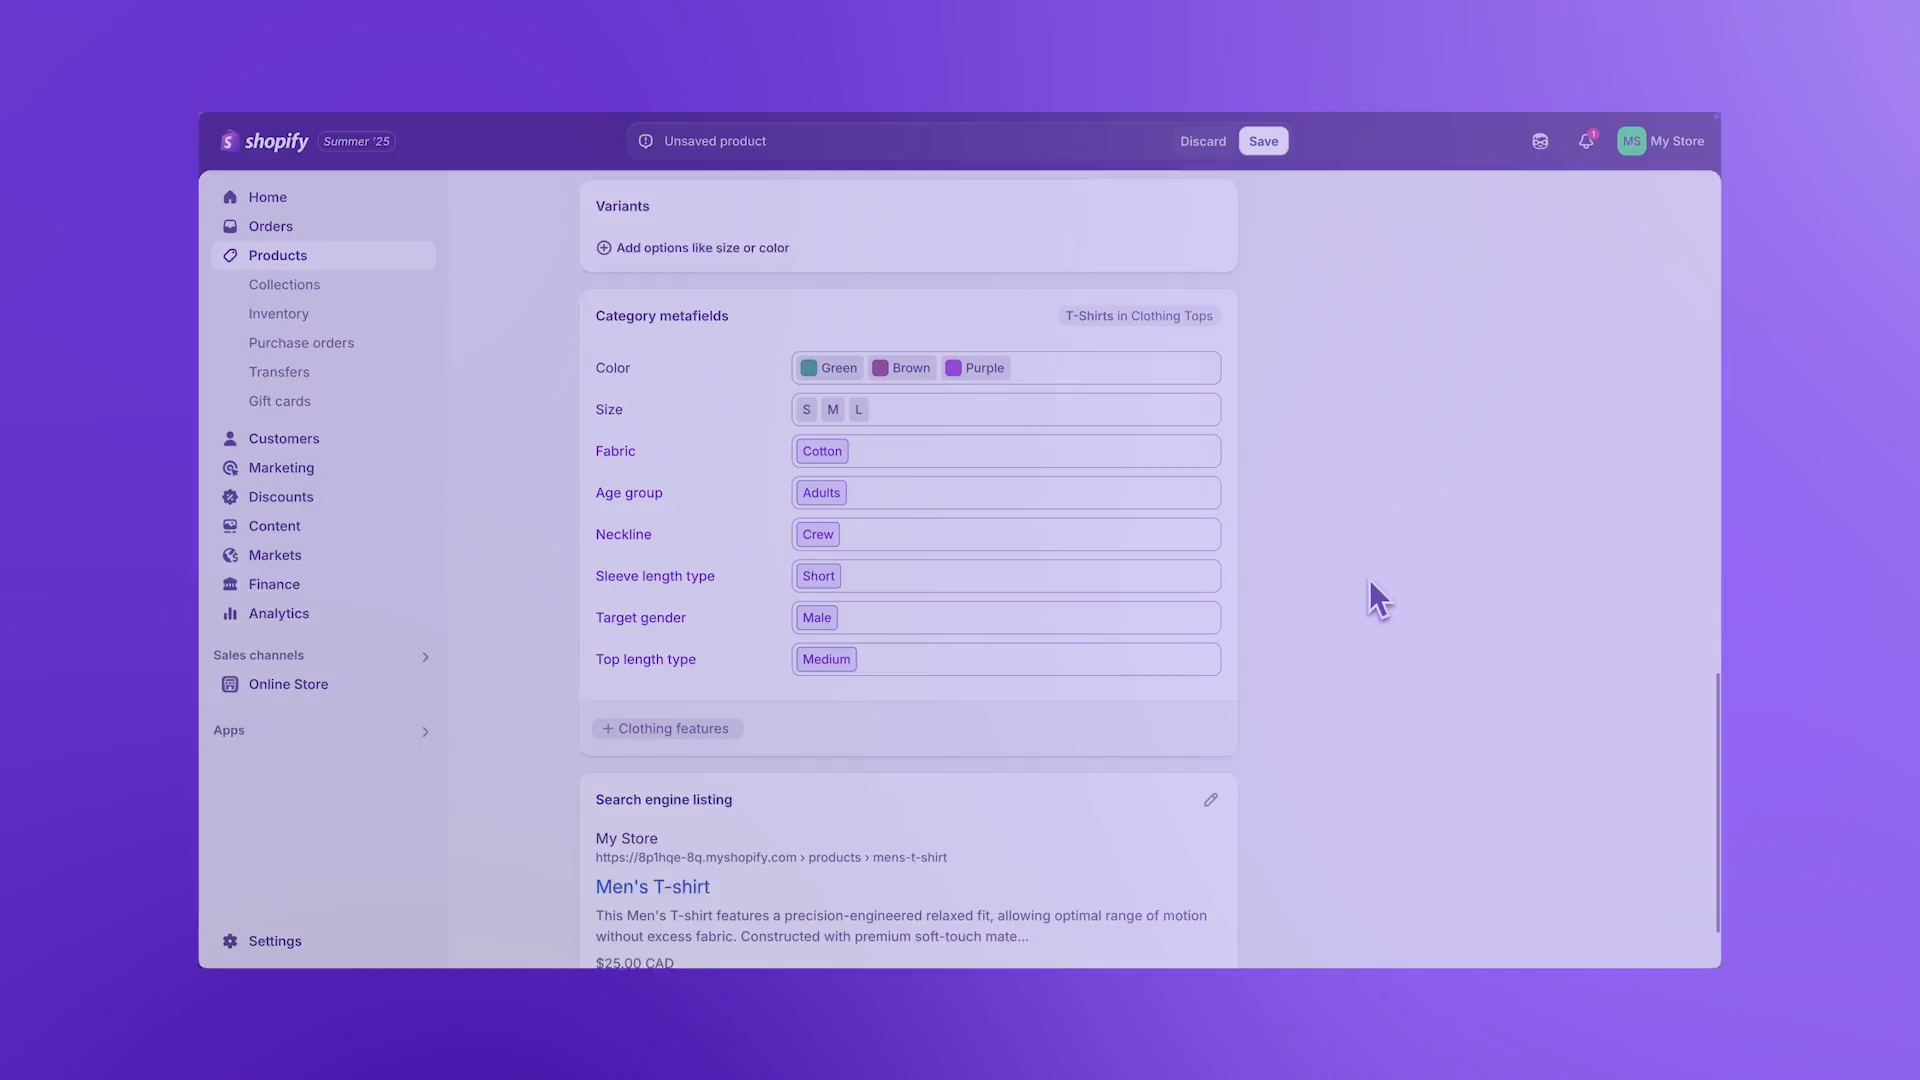 shopify Summer '25
Unsaved product
Discard
Save
1
MS My Store
Home
Orders
Products
Collections
Inventory
Purchase orders
Transfers
Gift cards
Customers
Marketing
Discounts
Content
Markets
Finance
Analytics
Sales channels
Online Store
Apps
Settings
Variants
Add options like size or color
Category metafields
T-Shirts in Clothing Tops
Color Green Brown Purple
Size S M L
Fabric Cotton
Age group Adults
Neckline Crew
Sleeve length type Short
Target gender Male
Top length type Medium
+ Clothing features
Search engine listing
My Store
https://8p1hqe-8q.myshopify.com › products › mens-t-shirt
Men's T-shirt
This Men's T-shirt features a precision-engineered relaxed fit, allowing optimal range of motion
without excess fabric. Constructed with premium soft-touch mate...
$25.00 CAD